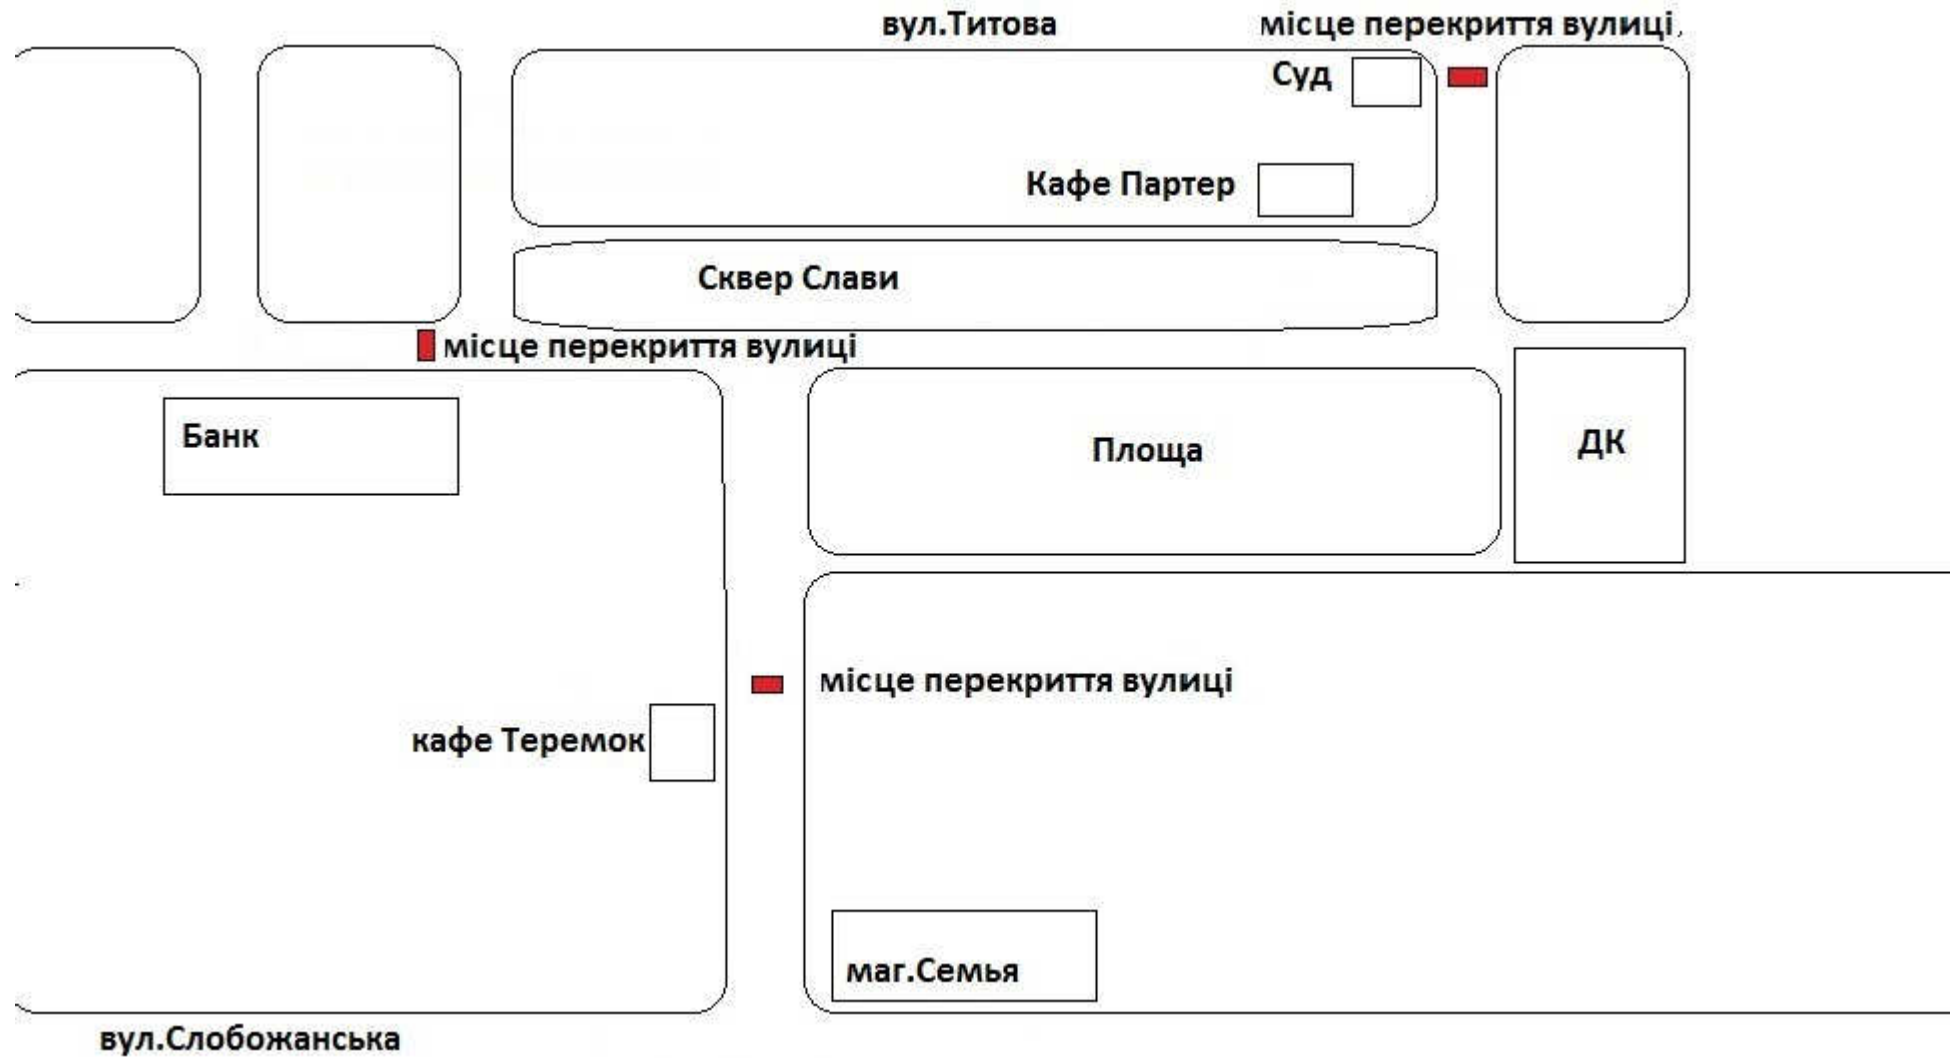 вул.Титова
місце перекриття вулиці
Суд
Кафе Партер
Сквер Слави
місце перекриття вулиці
Банк
Площа
ДК
місце перекриття вулиці
кафе Теремок
маг.Семья
вул.Слобожанська